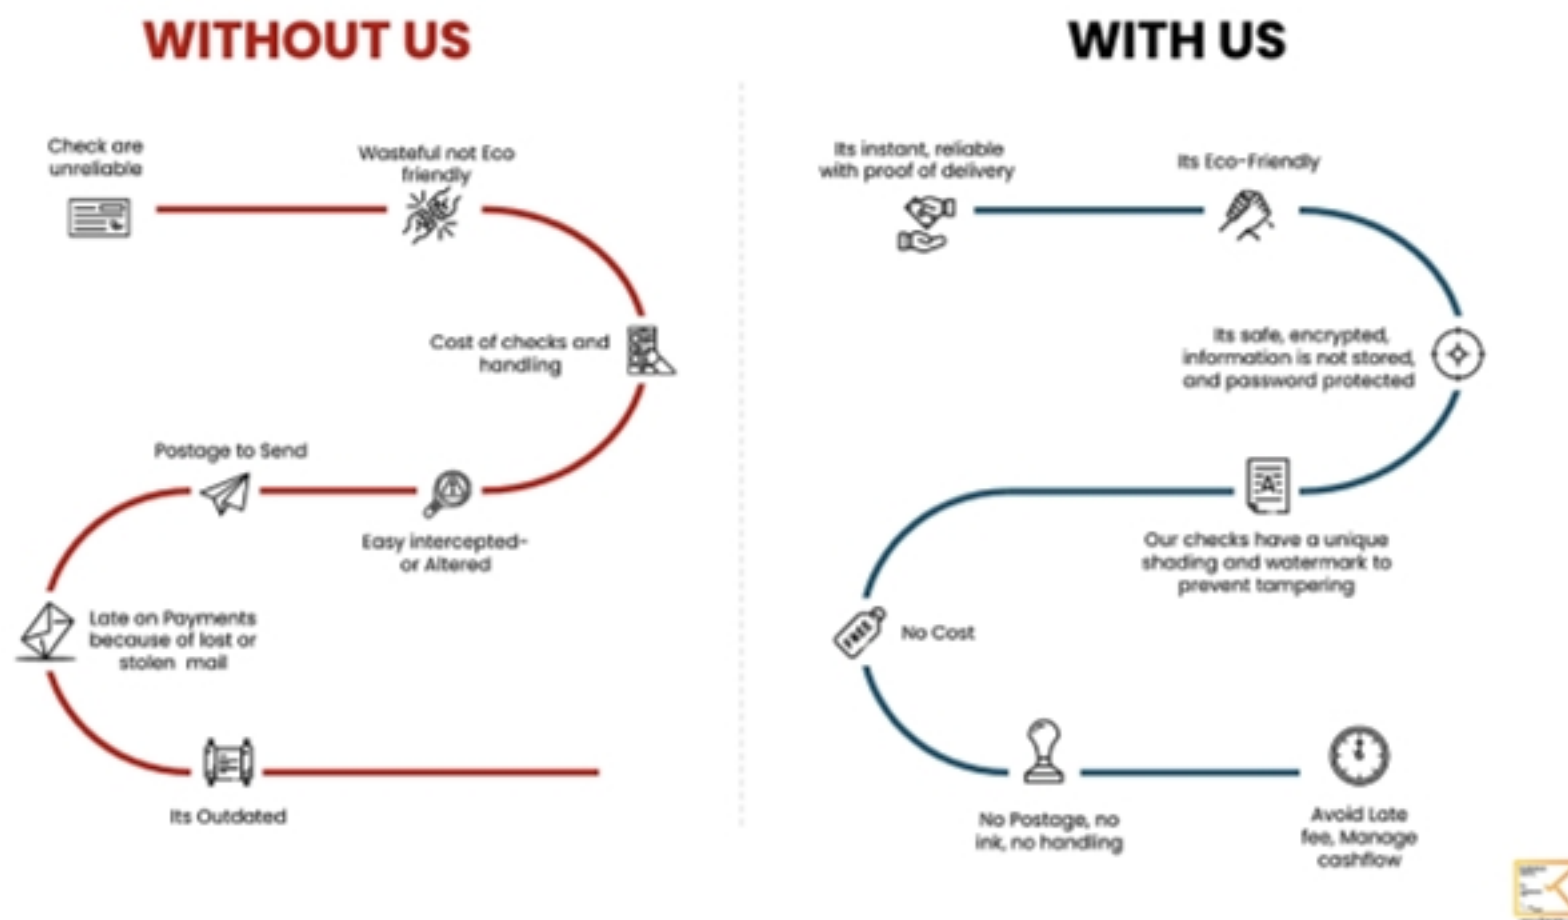 WITHOUT US
Check are
unreliable
Wasteful not Eco
friendly
Cost of checks and
handling
Easy intercepted-
or Altered
Postage to Send
Late on Payments
because of lost or
stolen mail
Its Outdated
WITH US
Its instant, reliable
with proof of delivery
Its Eco-Friendly
Its safe, encrypted,
information is not stored,
and password protected
A
Our checks have a unique
shading and watermark to
prevent tampering
FREE
No Cost
No Postage, no
ink, no handling
Avoid Late
fee, Manage
cashflow